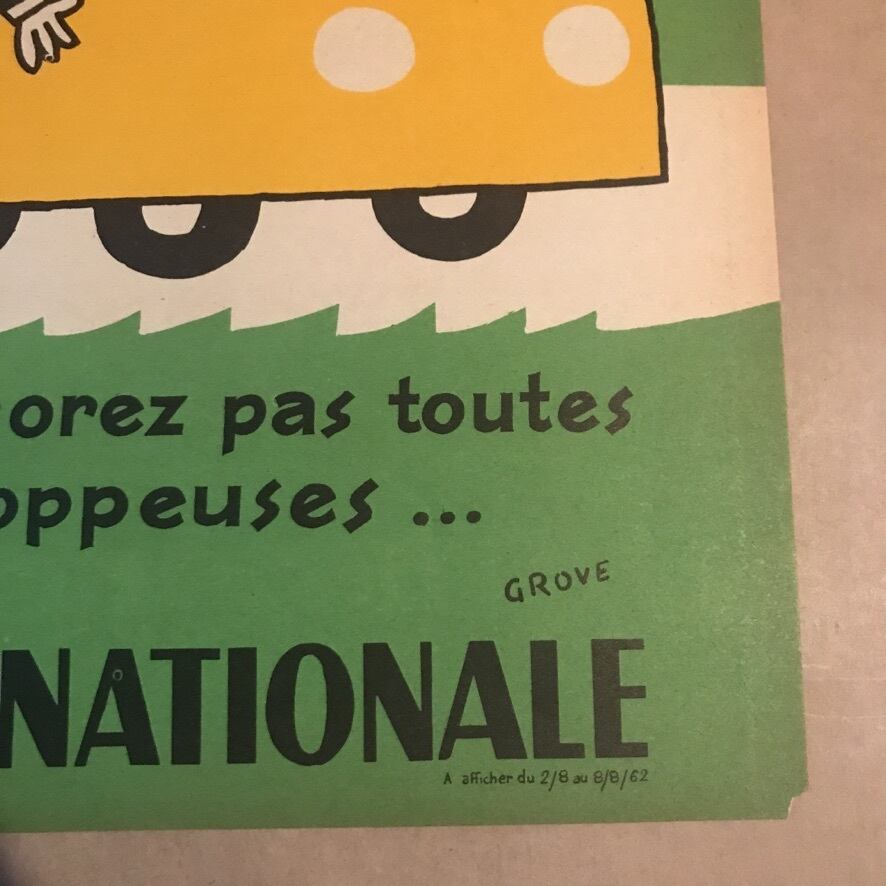 orez pas toutes
oppeuses ...
GROVE
NATIONALE
A afficher du 2/8 au 8/8/62